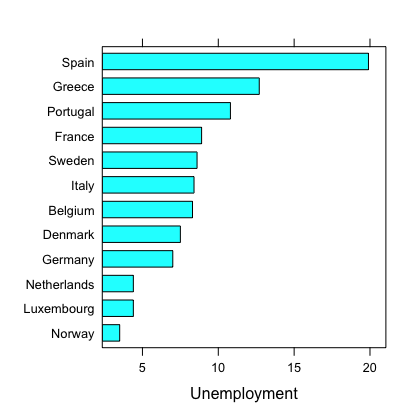 Spain
Greece
Portugal
France
Sweden
Italy
Belgium
Denmark
Germany
Netherlands
Luxembourg
Norway
5 10 15 20
Unemployment